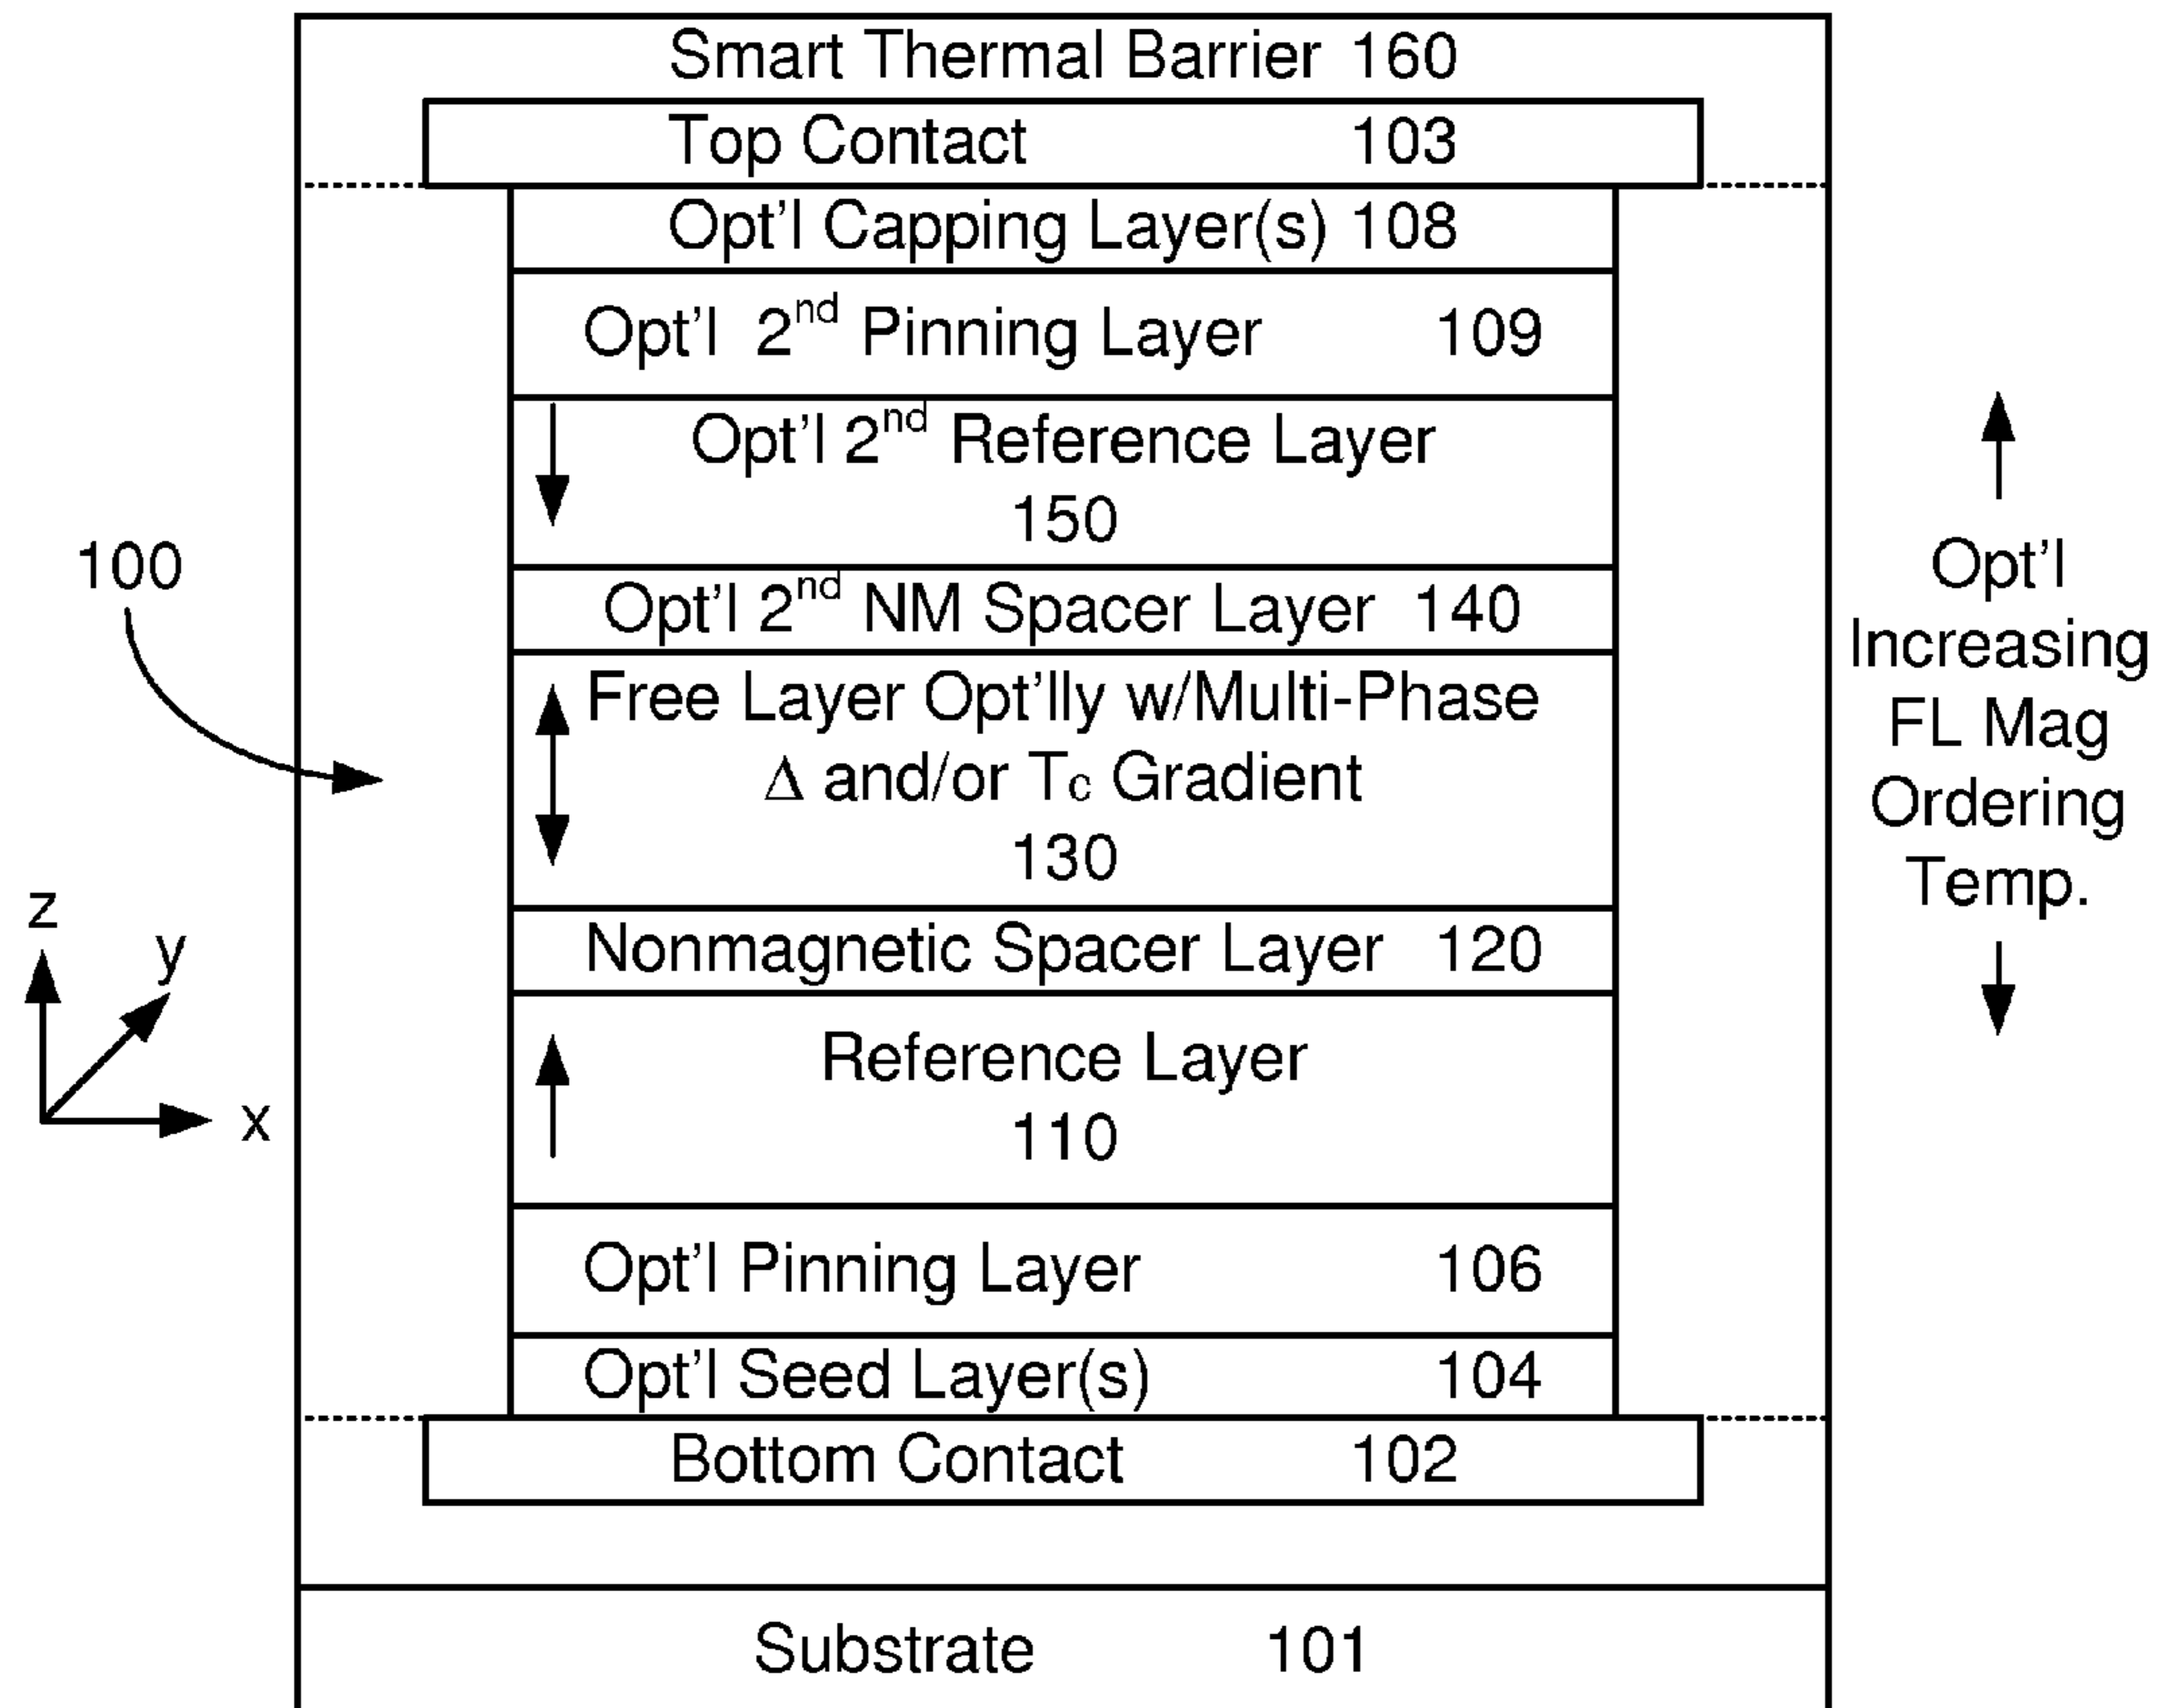 Smart Thermal Barrier 160
Top Contact 103
Opt'l Capping Layer(s) 108
Opt'l 2nd Pinning Layer 109
Opt'l 2nd Reference Layer
150
Opt'l 2nd NM Spacer Layer 140
Free Layer Opt'lly w/Multi-Phase
Δ and/or Tc Gradient
130
Nonmagnetic Spacer Layer 120
Reference Layer
110
Opt'l Pinning Layer 106
Opt'l Seed Layer(s) 104
Bottom Contact 102
Substrate 101
100
z
y
x
Opt'l
Increasing
FL Mag
Ordering
Temp.